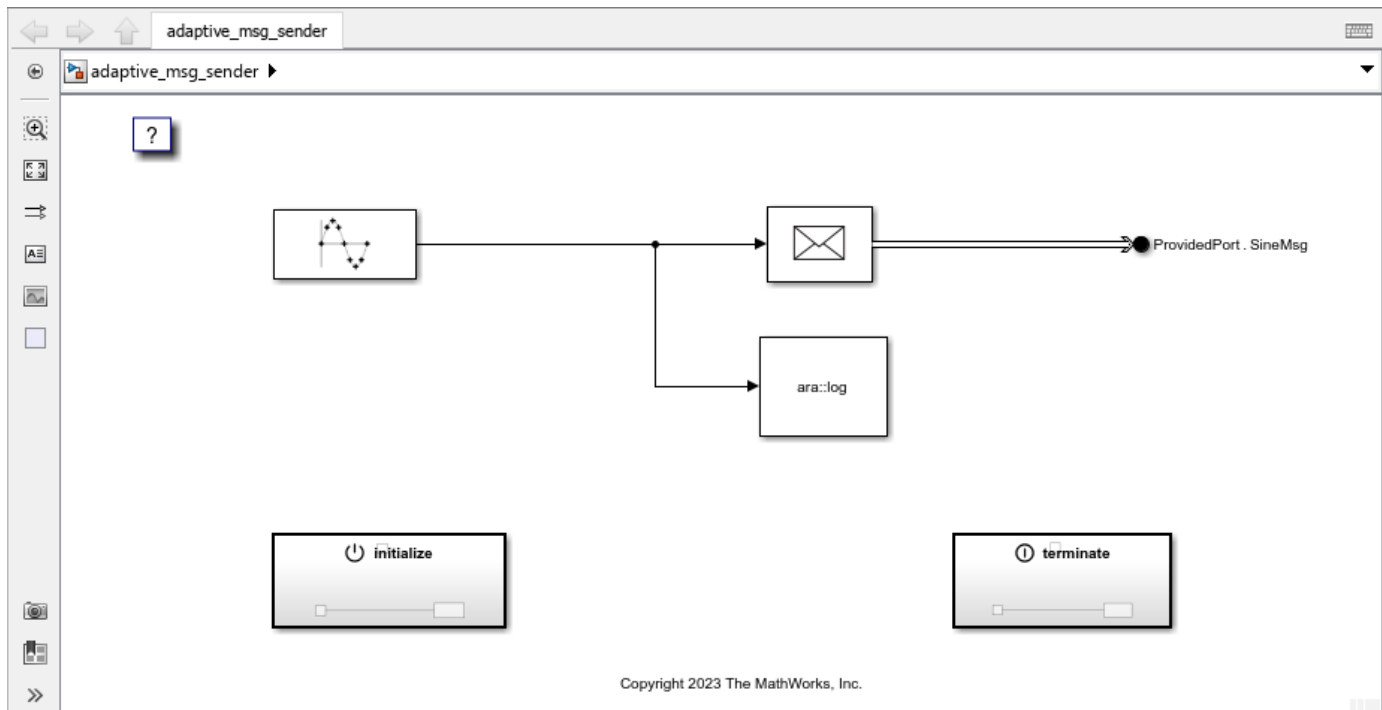 adaptive_msg_sender
adaptive_msg_sender
?
ProvidedPort . SineMsg
ara::log
initialize
terminate
Copyright 2023 The MathWorks, Inc.